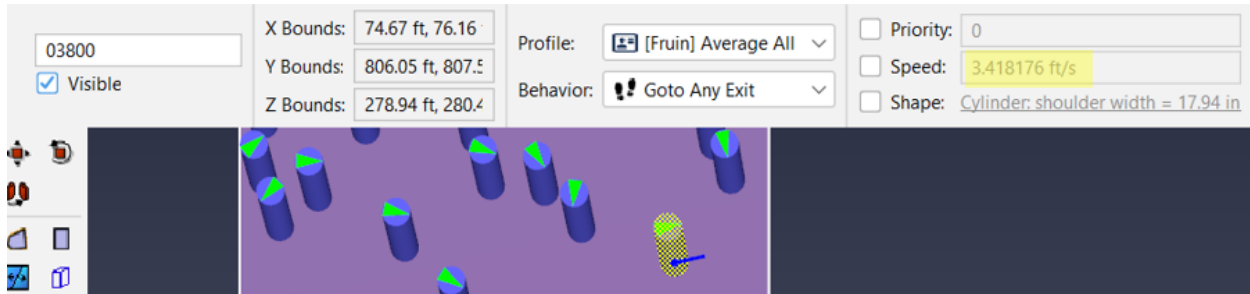 03800
Visible
X Bounds: 74.67 ft, 76.16
Y Bounds: 806.05 ft, 807.5
Z Bounds: 278.94 ft, 280.4
Profile: [Fruin] Average All
Behavior: Goto Any Exit
Priority: 0
Speed: 3.418176 ft/s
Shape: Cylinder: shoulder width = 17.94 in